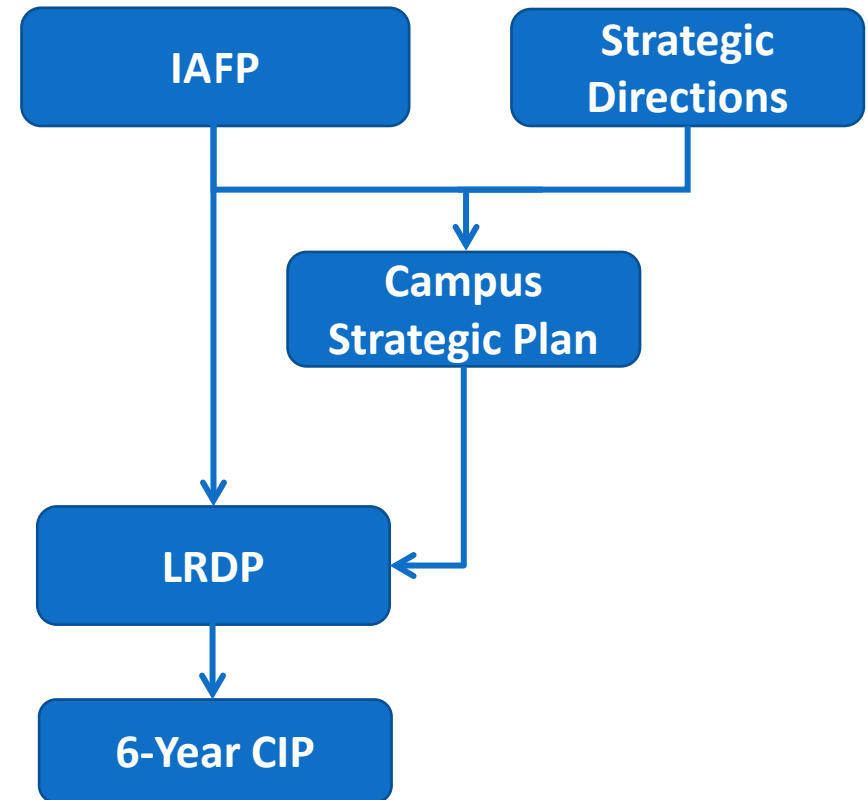 IAFP
Strategic
Directions
Campus
Strategic Plan
LRDP
6-Year CIP